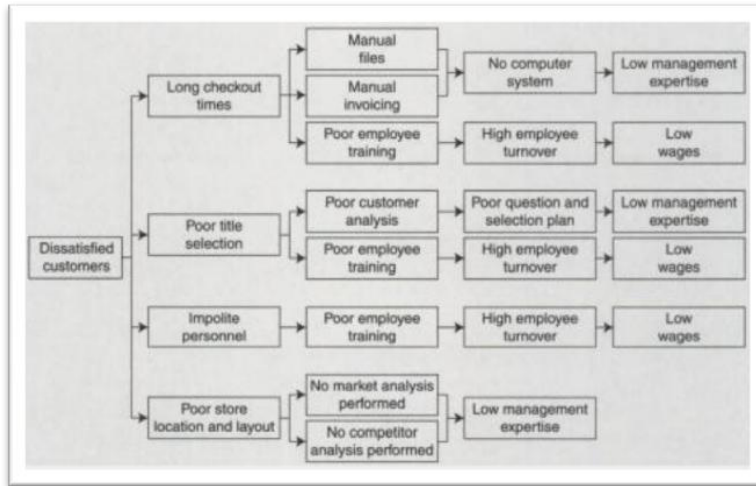 Dissatisfied
customers
Long checkout
times
Manual
files
Manual
invoicing
No computer
system
Low management
expertise
Poor employee
training
High employee
turnover
Low
wages
Poor title
selection
Poor customer
analysis
Poor question and
selection plan
Low management
expertise
Poor employee
training
High employee
turnover
Low
wages
Impolite
personnel
Poor employee
training
High employee
turnover
Low
wages
Poor store
location and layout
No market analysis
performed
No competitor
analysis performed
Low management
expertise